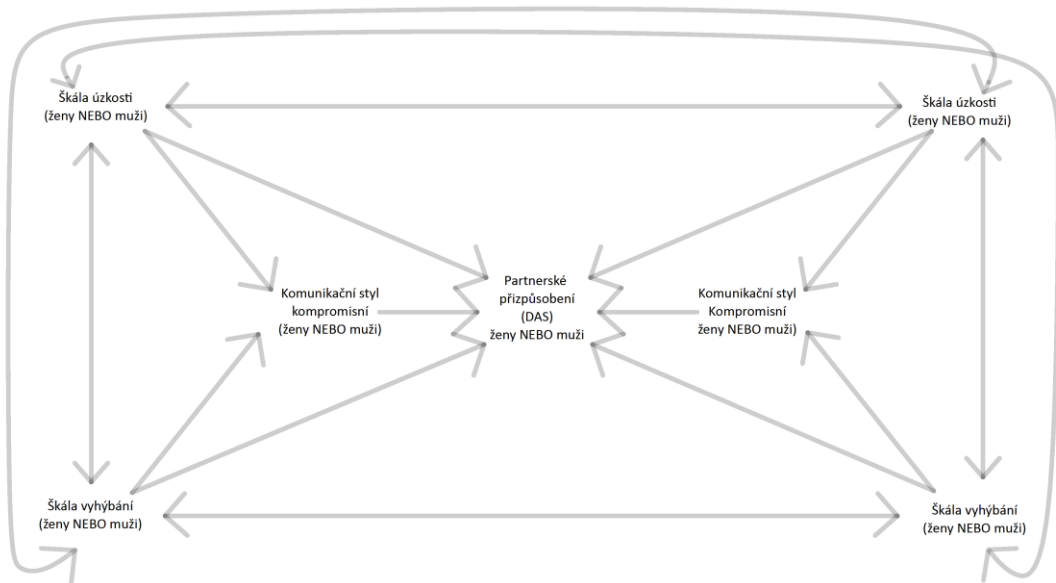 Škála úzkosti
(ženy NEBO muži)
Škála úzkosti
(ženy NEBO muži)
Komunikační styl
kompromisní
(ženy NEBO muži)
Partnerské
přizpůsobení
(DAS)
ženy NEBO muži
Komunikační styl
Kompromisní
ženy NEBO muži)
Škála vyhýbání
(ženy NEBO muži)
Škála vyhýbání
(ženy NEBO muži)